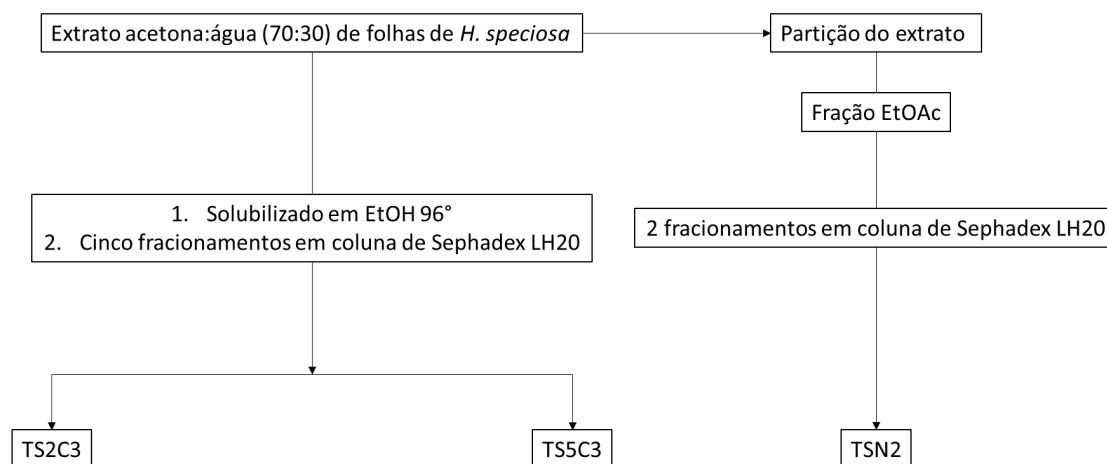 Extrato acetona:água (70:30) de folhas de H. speciosa
Partição do extrato
Fração EtOAc
1. Solubilizado em EtOH 96°
2. Cinco fracionamentos em coluna de Sephadex LH20
2 fracionamentos em coluna de Sephadex LH20
TS2C3
TS5C3
TSN2